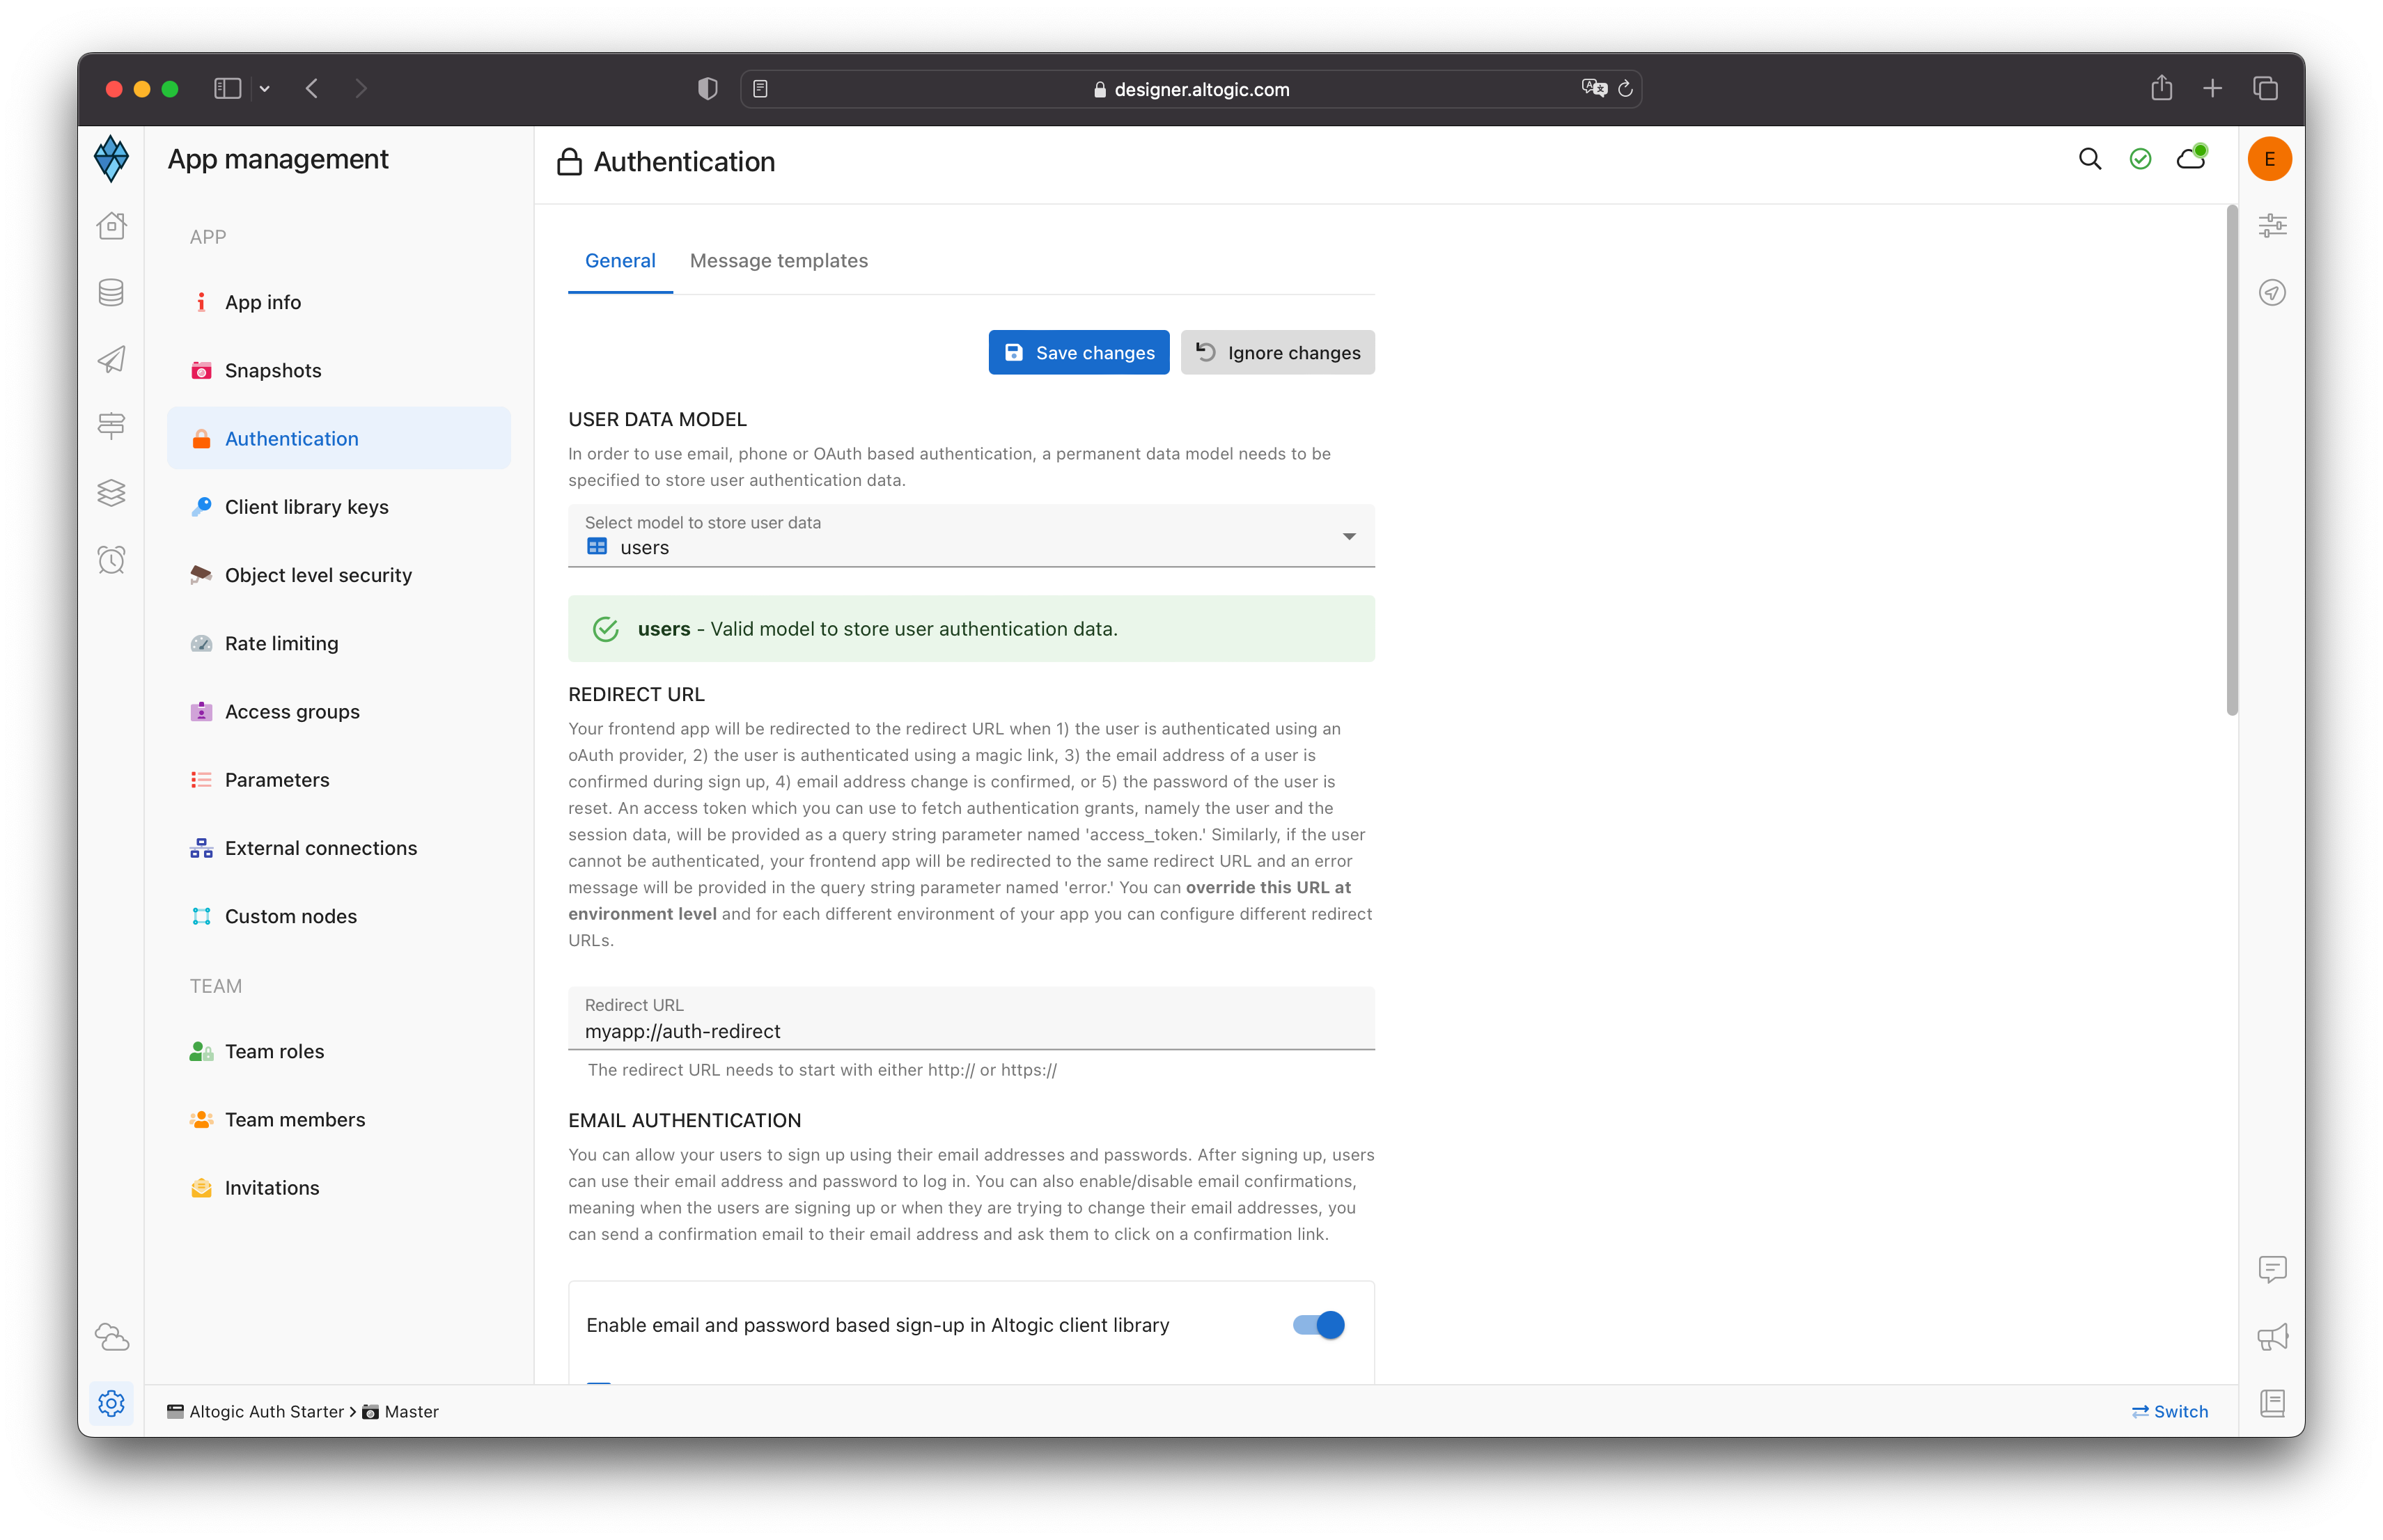 designer.altogic.com
App management
Authentication
E
APP
App info
Snapshots
Authentication
Client library keys
Object level security
Rate limiting
Access groups
Parameters
External connections
Custom nodes
TEAM
Team roles
Team members
Invitations
General
Message templates
Save changes
Ignore changes
USER DATA MODEL
In order to use email, phone or OAuth based authentication, a permanent data model needs to be
specified to store user authentication data.
Select model to store user data
users
users - Valid model to store user authentication data.
REDIRECT URL
Your frontend app will be redirected to the redirect URL when 1) the user is authenticated using an
oAuth provider, 2) the user is authenticated using a magic link, 3) the email address of a user is
confirmed during sign up, 4) email address change is confirmed, or 5) the password of the user is
reset. An access token which you can use to fetch authentication grants, namely the user and the
session data, will be provided as a query string parameter named 'access_token.' Similarly, if the user
cannot be authenticated, your frontend app will be redirected to the same redirect URL and an error
message will be provided in the query string parameter named 'error.' You can override this URL at
environment level and for each different environment of your app you can configure different redirect
URLs.
Redirect URL
myapp://auth-redirect
The redirect URL needs to start with either http:// or https://
EMAIL AUTHENTICATION
You can allow your users to sign up using their email addresses and passwords. After signing up, users
can use their email address and password to log in. You can also enable/disable email confirmations,
meaning when the users are signing up or when they are trying to change their email addresses, you
can send a confirmation email to their email address and ask them to click on a confirmation link.
Enable email and password based sign-up in Altogic client library
Altogic Auth Starter > Master
Switch